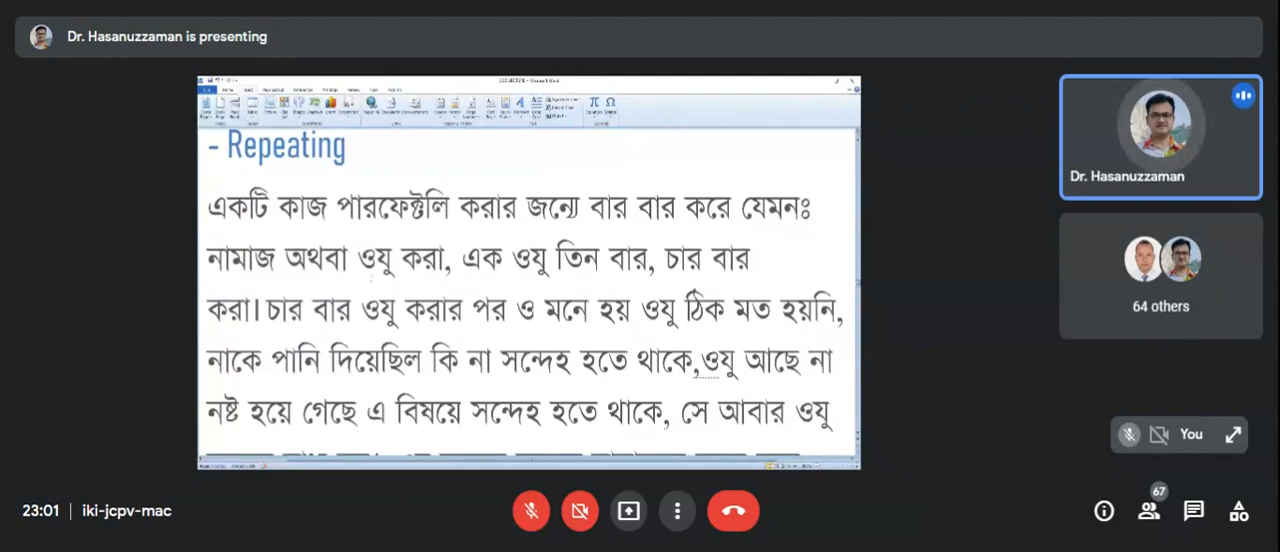 Dr. Hasanuzzaman is presenting
- Repeating
একটি কাজ পারফেক্টলি করার জন্যে বার বার করে যেমনঃ
নামাজ অথবা ওযু করা, এক ওযু তিন বার, চার বার
করা। চার বার ওযু করার পর ও মনে হয় ওযু ঠিক মত হয়নি,
নাকে পানি দিয়েছিল কি না সন্দেহ হতে থাকে,ওযু আছে না
নষ্ট হয়ে গেছে এ বিষয়ে সন্দেহ হতে থাকে, সে আবার ওযু
Dr. Hasanuzzaman
64 others
You
23:01 | iki-jcpv-mac
67